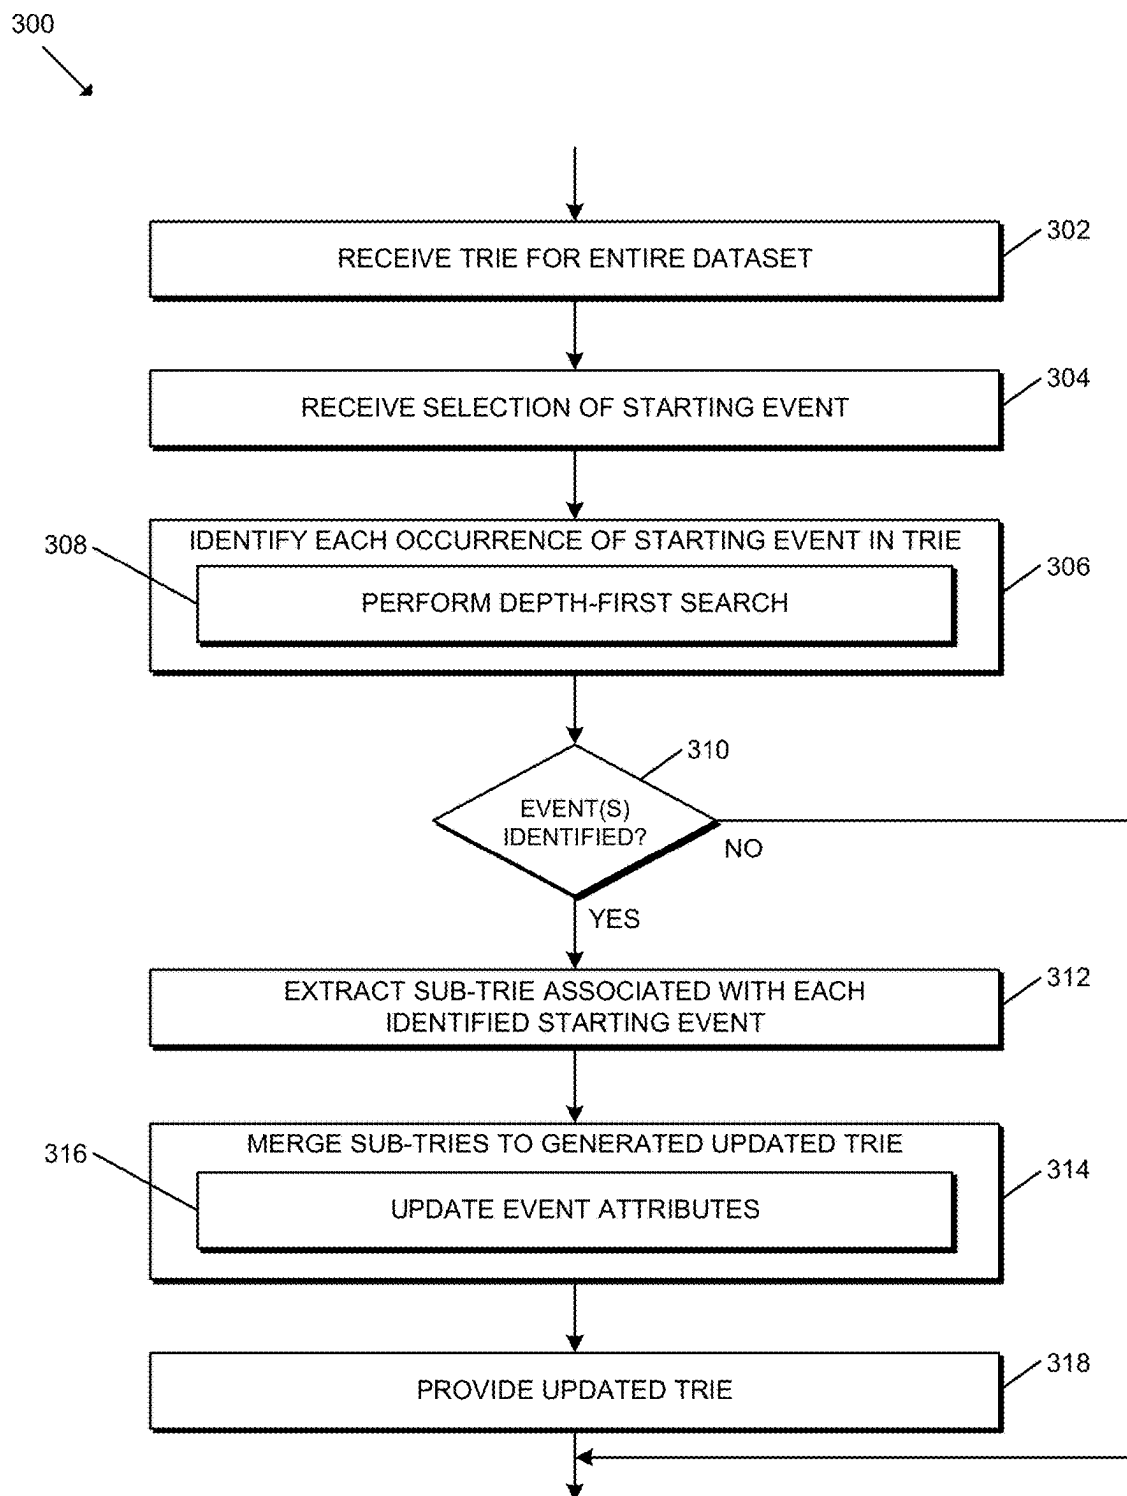 300
302
RECEIVE TRIE FOR ENTIRE DATASET
304
RECEIVE SELECTION OF STARTING EVENT
308
IDENTIFY EACH OCCURRENCE OF STARTING EVENT IN TRIE
306
PERFORM DEPTH-FIRST SEARCH
310
EVENT(S)
IDENTIFIED?
NO
YES
312
EXTRACT SUB-TRIE ASSOCIATED WITH EACH
IDENTIFIED STARTING EVENT
316
MERGE SUB-TRIES TO GENERATED UPDATED TRIE
314
UPDATE EVENT ATTRIBUTES
318
PROVIDE UPDATED TRIE